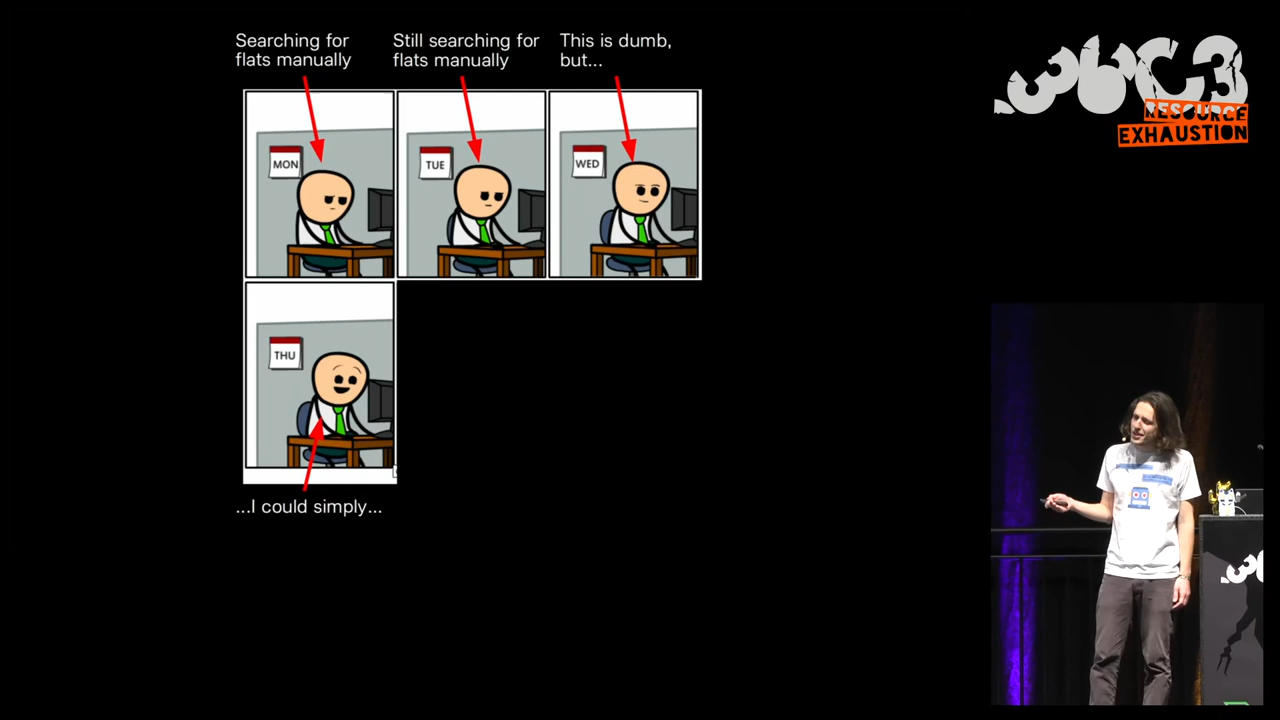 Searching for
flats manually
Still searching for
flats manually
This is dumb,
but...
MON
TUE
WED
THU
...I could simply...
36C3
RESOURCE
EXHAUSTION